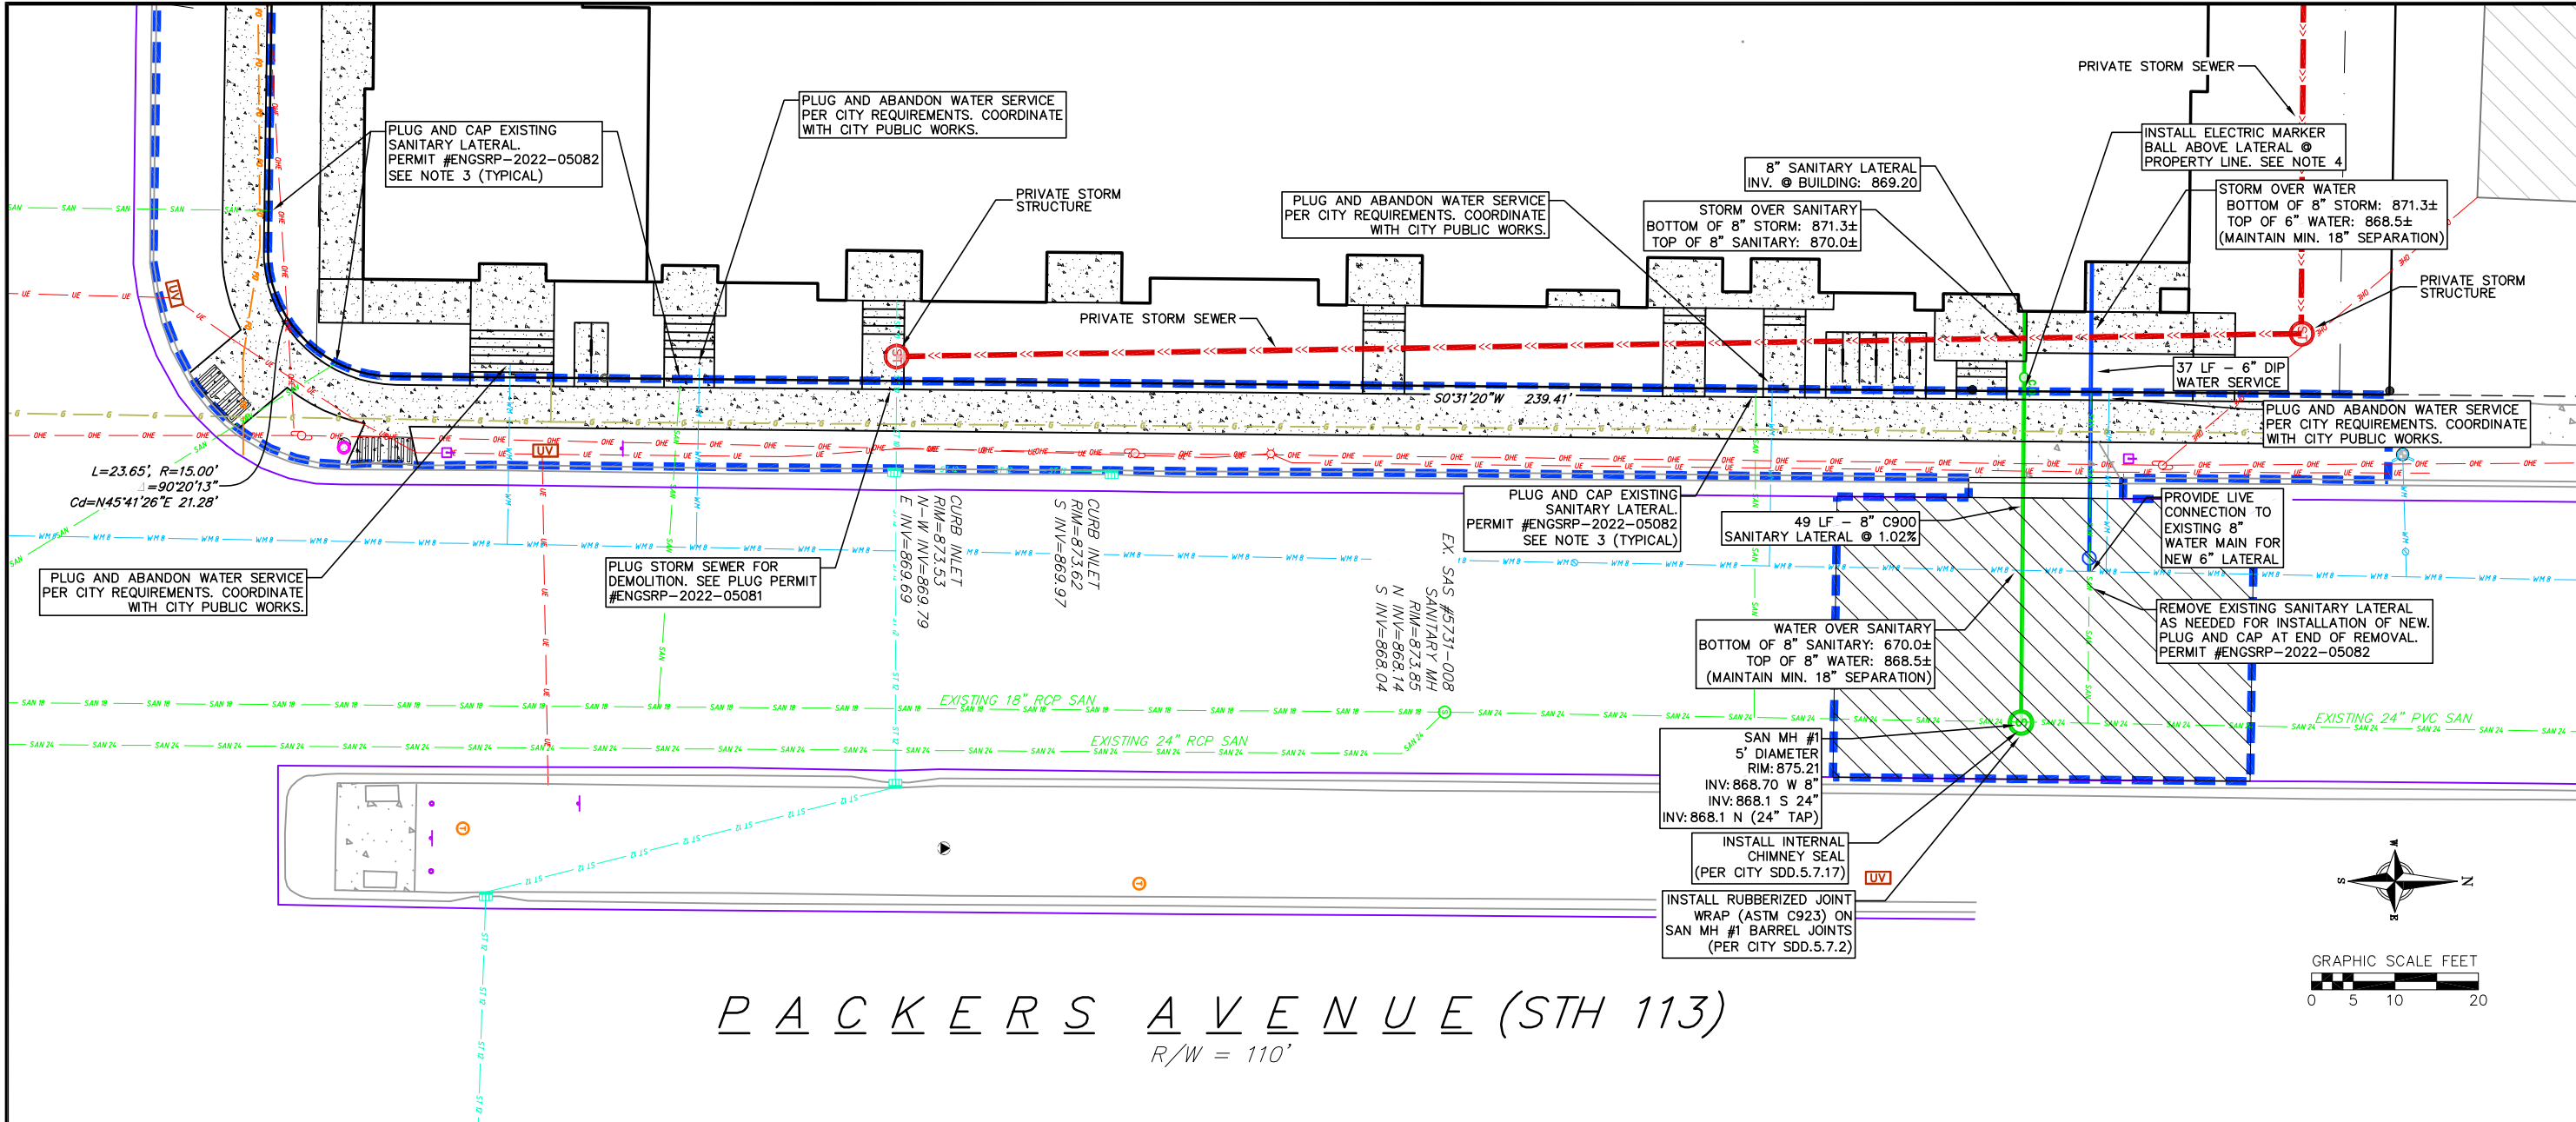 PRIVATE STORM SEWER
PLUG AND ABANDON WATER SERVICE
PER CITY REQUIREMENTS. COORDINATE
WITH CITY PUBLIC WORKS.
PLUG AND CAP EXISTING
SANITARY LATERAL.
PERMIT #ENGSRP-2022-05082
SEE NOTE 3 (TYPICAL)
INSTALL ELECTRIC MARKER
BALL ABOVE LATERAL @
PROPERTY LINE. SEE NOTE 4
8" SANITARY LATERAL
INV. @ BUILDING: 869.20
PRIVATE STORM
STRUCTURE
PLUG AND ABANDON WATER SERVICE
PER CITY REQUIREMENTS. COORDINATE
WITH CITY PUBLIC WORKS.
STORM OVER SANITARY
BOTTOM OF 8" STORM: 871.3±
TOP OF 8" SANITARY: 870.0±
STORM OVER WATER
BOTTOM OF 8" STORM: 871.3±
TOP OF 6" WATER: 868.5±
(MAINTAIN MIN. 18" SEPARATION)
PRIVATE STORM
STRUCTURE
PRIVATE STORM SEWER
37 LF - 6" DIP
WATER SERVICE
S0°31'20"W 239.41'
PLUG AND ABANDON WATER SERVICE
PER CITY REQUIREMENTS. COORDINATE
WITH CITY PUBLIC WORKS.
UV
UV
L=23.65', R=15.00'
=90°20'13"
Cd=N45°41'26"E 21.28'
CURB INLET
RIM=873.53
N-W INV=869.79
E INV=869.69
CURB INLET
RIM=873.62
S INV=869.97
EX. SAS #5731-008
SANITARY MH
RIM=873.85
N INV=868.14
S INV=868.04
PLUG AND CAP EXISTING
SANITARY LATERAL.
PERMIT #ENGSRP-2022-05082
SEE NOTE 3 (TYPICAL)
49 LF - 8" C900
SANITARY LATERAL @ 1.02%
PROVIDE LIVE
CONNECTION TO
EXISTING 8"
WATER MAIN FOR
NEW 6" LATERAL
PLUG AND ABANDON WATER SERVICE
PER CITY REQUIREMENTS. COORDINATE
WITH CITY PUBLIC WORKS.
PLUG STORM SEWER FOR
DEMOLITION. SEE PLUG PERMIT
#ENGSRP-2022-05081
WATER OVER SANITARY
BOTTOM OF 8" SANITARY: 670.0±
TOP OF 8" WATER: 868.5±
(MAINTAIN MIN. 18" SEPARATION)
REMOVE EXISTING SANITARY LATERAL
AS NEEDED FOR INSTALLATION OF NEW.
PLUG AND CAP AT END OF REMOVAL.
PERMIT #ENGSRP-2022-05082
EXISTING 18" RCP SAN
EXISTING 24" RCP SAN
EXISTING 24" PVC SAN
SAN MH #1
5' DIAMETER
RIM: 875.21
INV: 868.70 W 8"
INV: 868.1 S 24"
INV: 868.1 N (24" TAP)
INSTALL INTERNAL
CHIMNEY SEAL
(PER CITY SDD.5.7.17)
UV
INSTALL RUBBERIZED JOINT
WRAP (ASTM C923) ON
SAN MH #1 BARREL JOINTS
(PER CITY SDD.5.7.2)
W
S
N
E
GRAPHIC SCALE FEET
0 5 10 20
PACKERS AVENUE (STH 113)
R/W = 110'